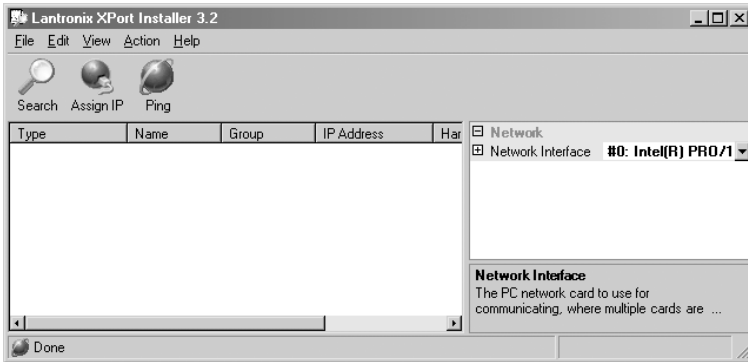 Lantronix XPort Installer 3.2
File Edit View Action Help
Search Assign IP Ping
Type Name Group IP Address Har
Network
Network Interface #0: Intel(R) PRO/1
Network Interface
The PC network card to use for
communicating, where multiple cards are ...
Done